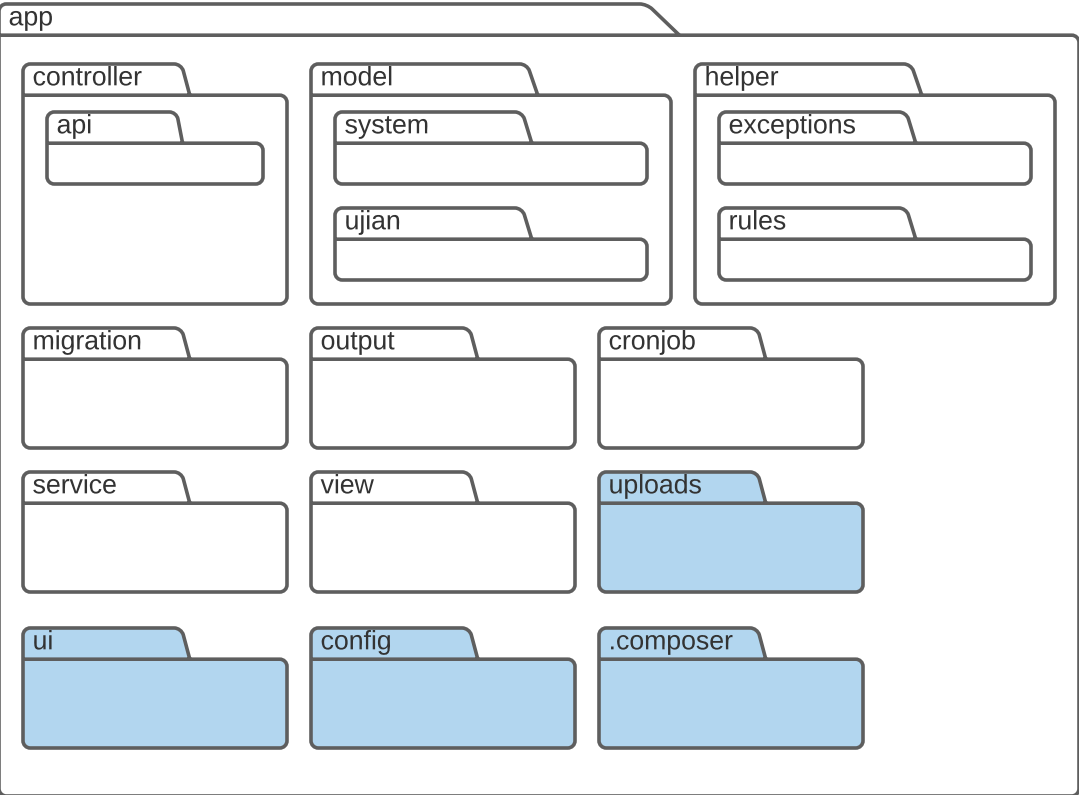 app
controller
model
helper
api
system
exceptions
ujian
rules
migration
output
cronjob
service
view
uploads
ui
config
.composer